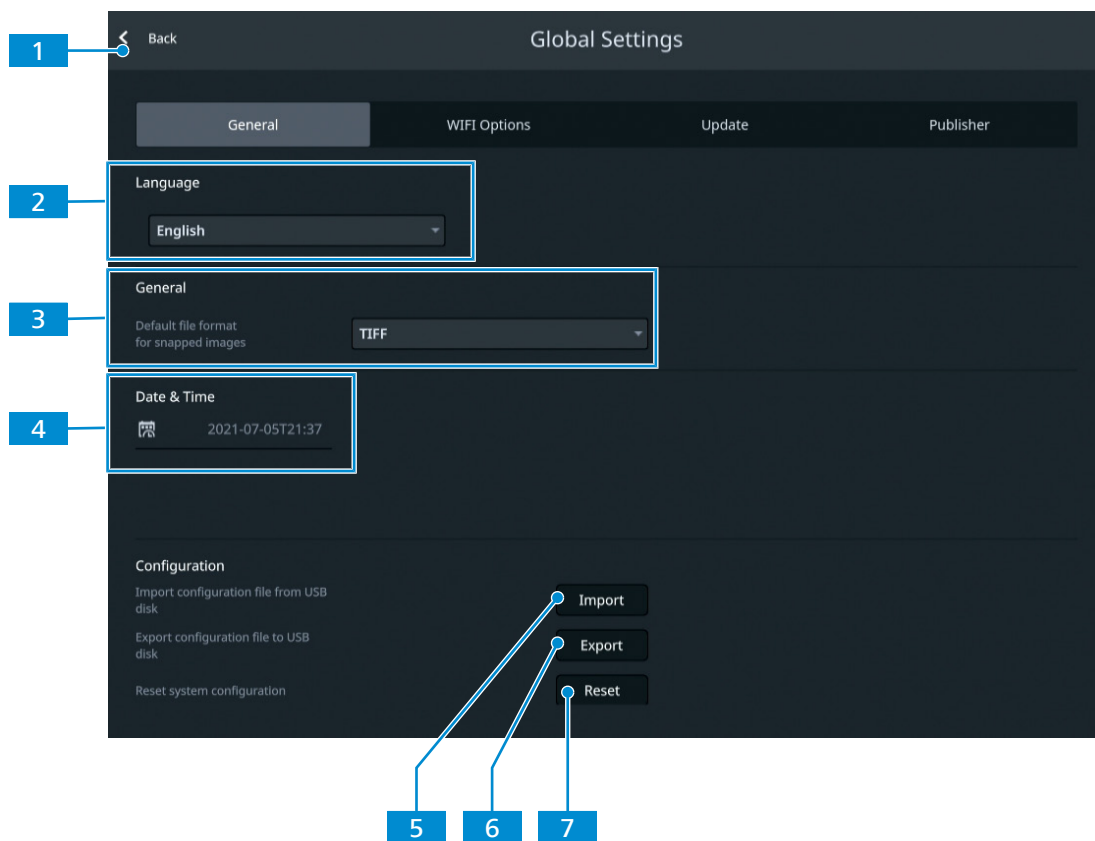 1
Back
Global Settings
General
WIFI Options
Update
Publisher
2
Language
English
3
General
Default file format
for snapped images
TIFF
4
Date & Time
2021-07-05T21:37
Configuration
Import configuration file from USB
disk
Import
Export configuration file to USB
disk
Export
Reset system configuration
Reset
5
6
7